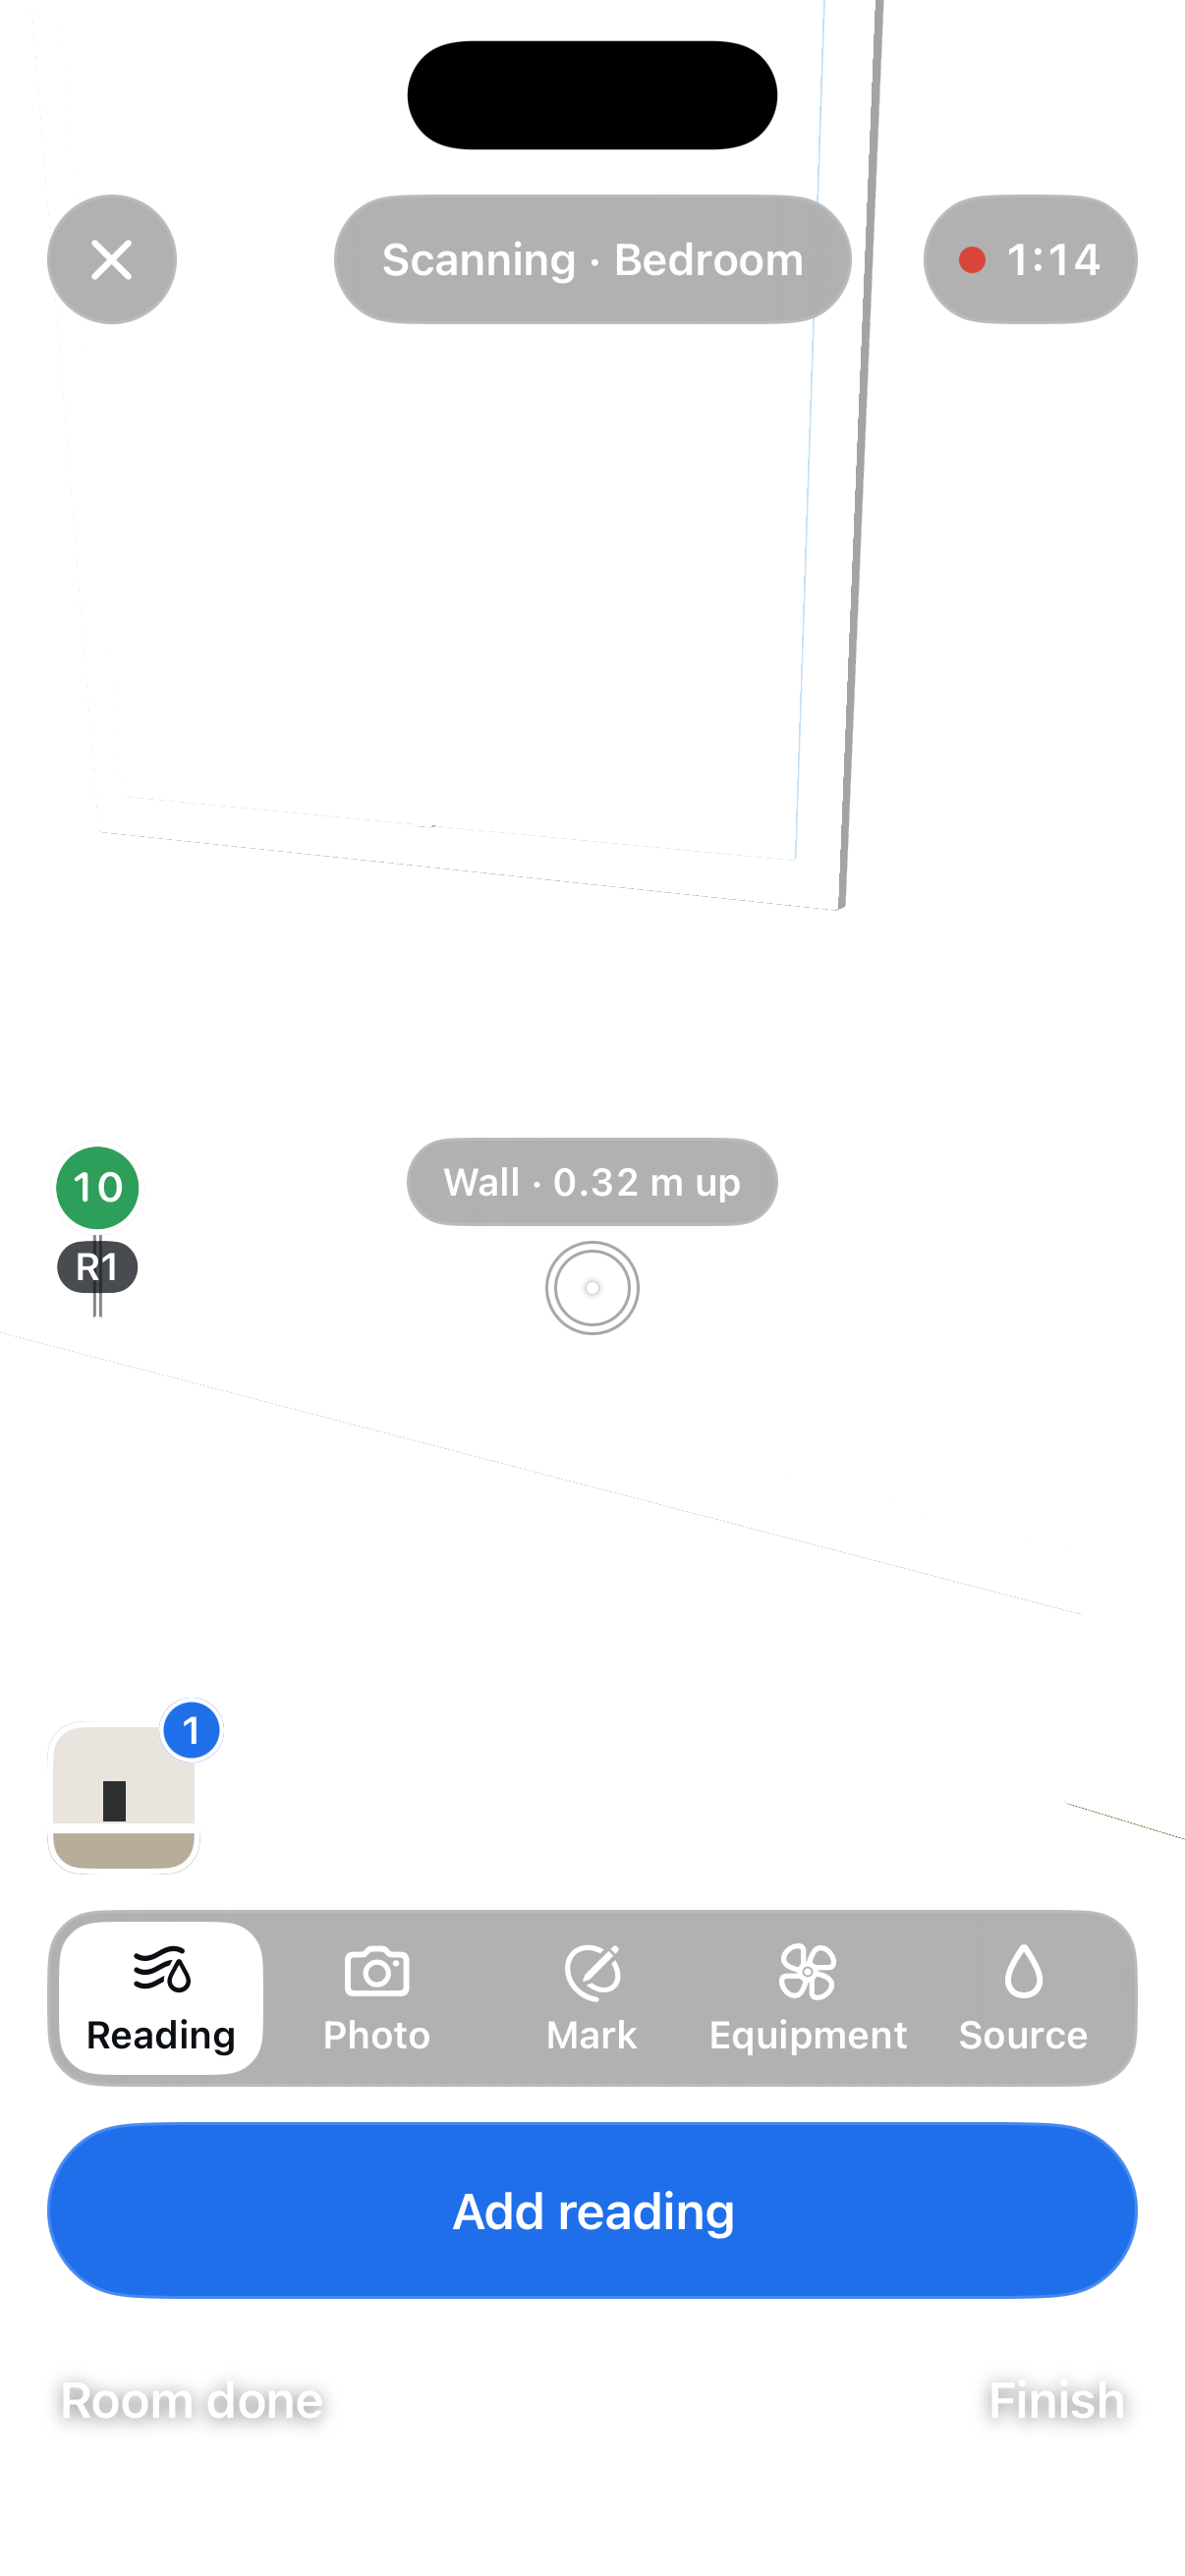 Scanning · Bedroom
1:14
10
Wall · 0.32 m up
R1
1
Reading
Photo
Mark
Equipment
Source
Add reading
Room done
Finish